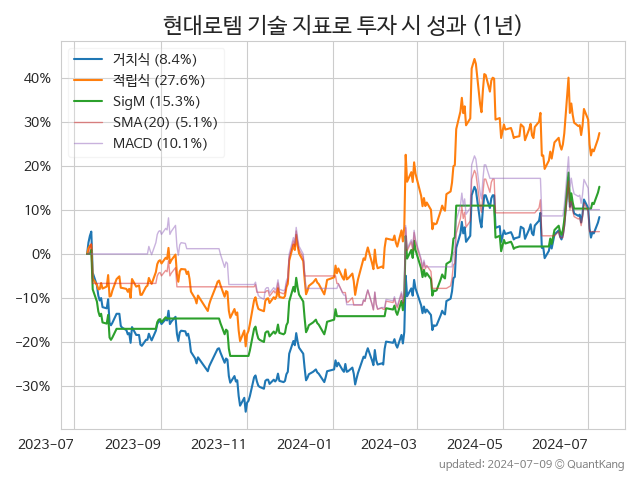 현대로템 기술 지표로 투자 시 성과 (1년)
거치식 (8.4%)
적립식 (27.6%)
SigM (15.3%)
SMA(20) (5.1%)
MACD (10.1%)
40%
30%
20%
10%
0%
−10%
−20%
−30%
2023-07 2023-09 2023-11 2024-01 2024-03 2024-05 2024-07
updated: 2024-07-09 © QuantKang